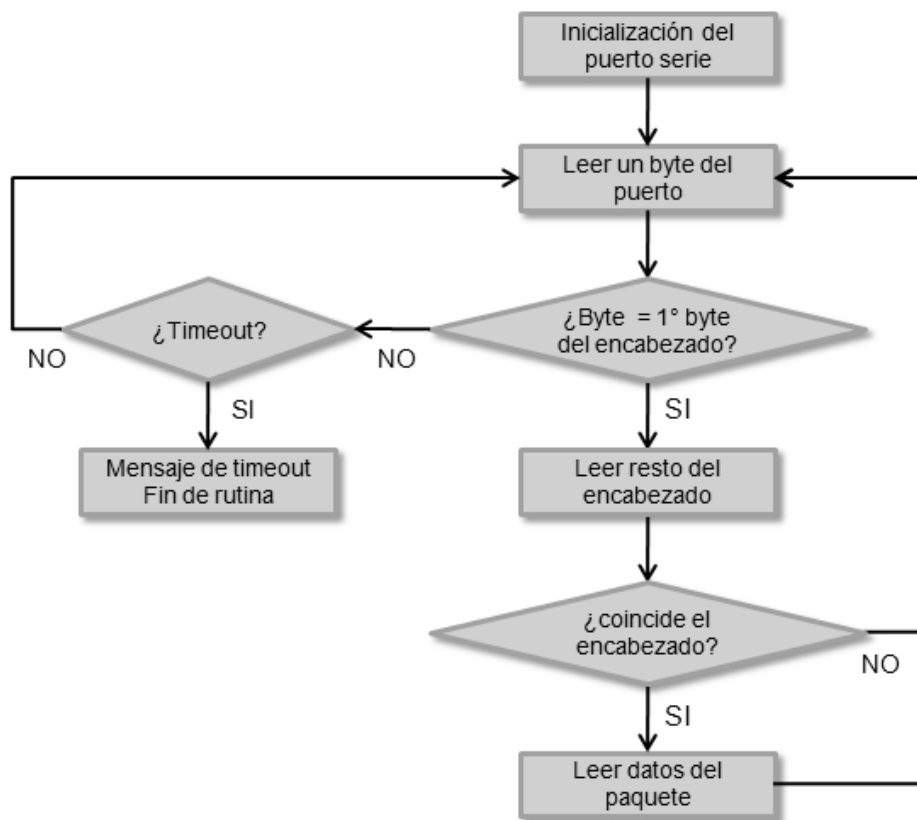 Inicialización del
puerto serie
Leer un byte del
puerto
¿Timeout?
¿Byte = 1° byte
del encabezado?
NO
NO
SI
SI
Mensaje de timeout
Fin de rutina
Leer resto del
encabezado
¿coincide el
encabezado?
NO
SI
Leer datos del
paquete